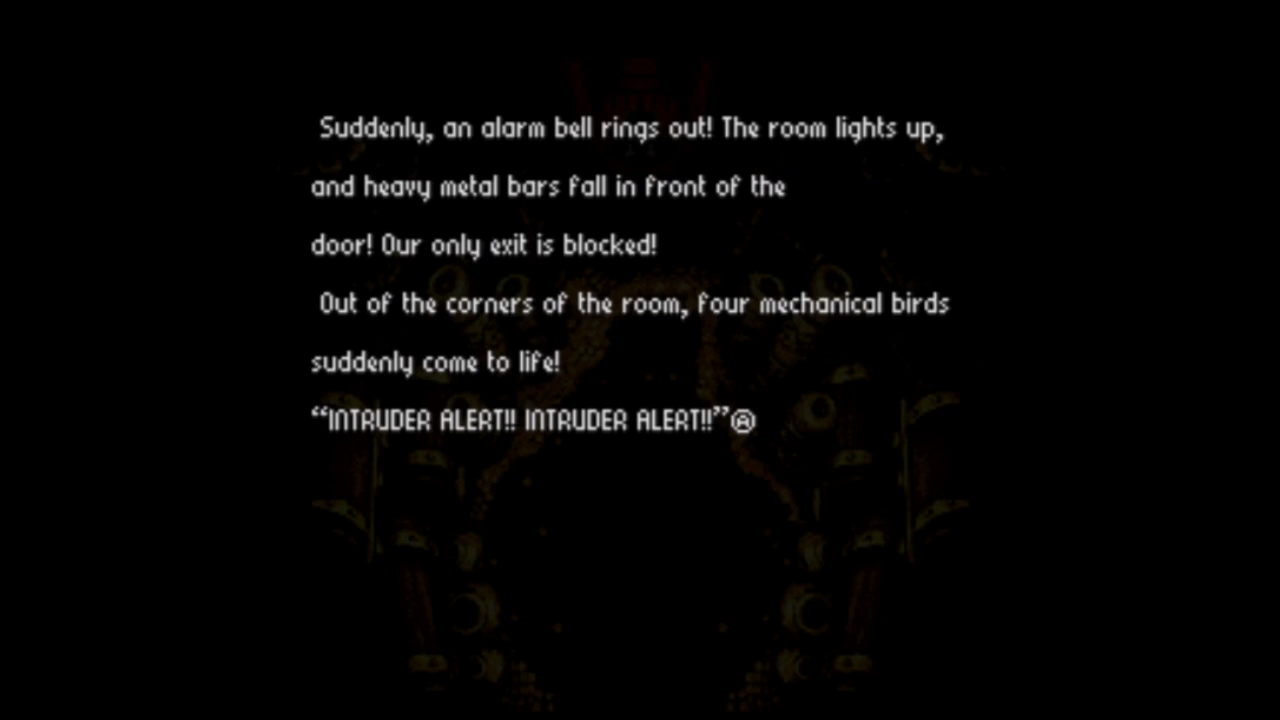 Suddenly, an alarm bell rings out! The room lights up,
and heavy metal bars fall in front of the
door! Our only exit is blocked!
Out of the corners of the room, four mechanical birds
suddenly come to life!
“INTRUDER ALERT!! INTRUDER ALERT!!”Ⓐ